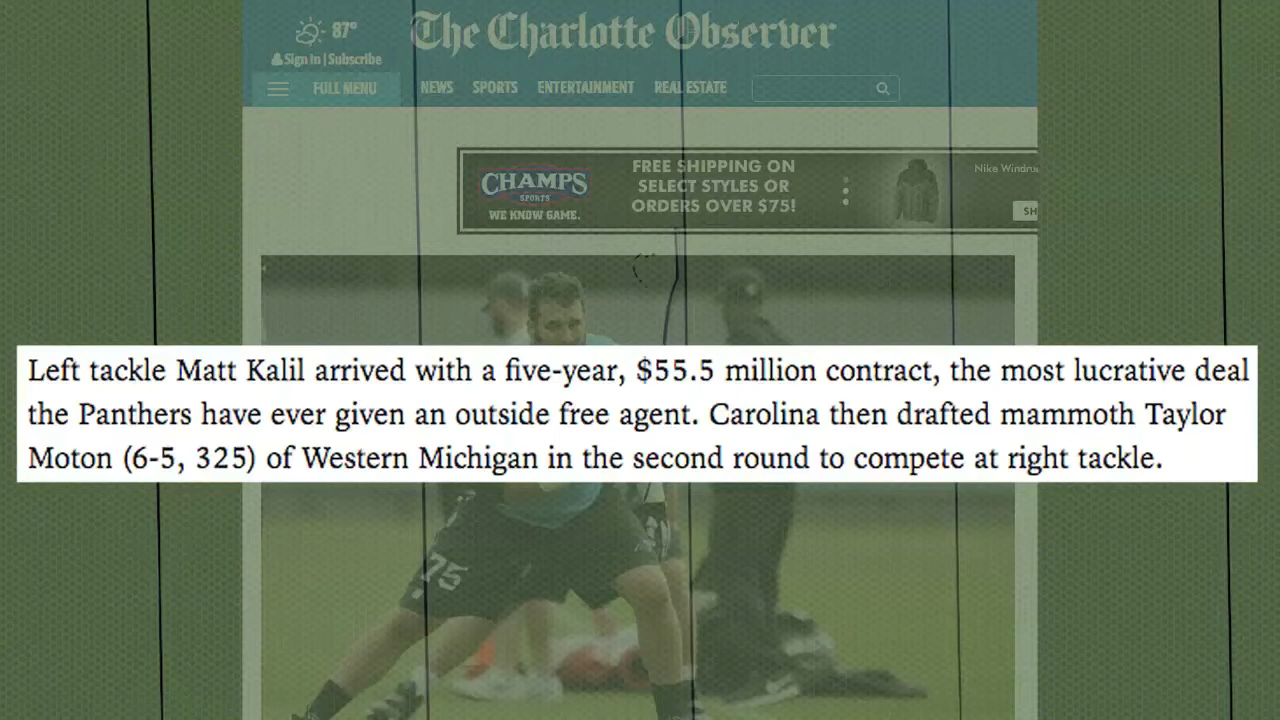 87°
The Charlotte Observer
Sign In | Subscribe
FULL MENU
NEWS
SPORTS
ENTERTAINMENT
REAL ESTATE
CHAMPS
SPORTS
WE KNOW GAME.
FREE SHIPPING ON
SELECT STYLES OR
ORDERS OVER $75!
Nike
SH
Left tackle Matt Kalil arrived with a five-year, $55.5 million contract, the most lucrative deal
the Panthers have ever given an outside free agent. Carolina then drafted mammoth Taylor
Moton (6-5, 325) of Western Michigan in the second round to compete at right tackle.
75